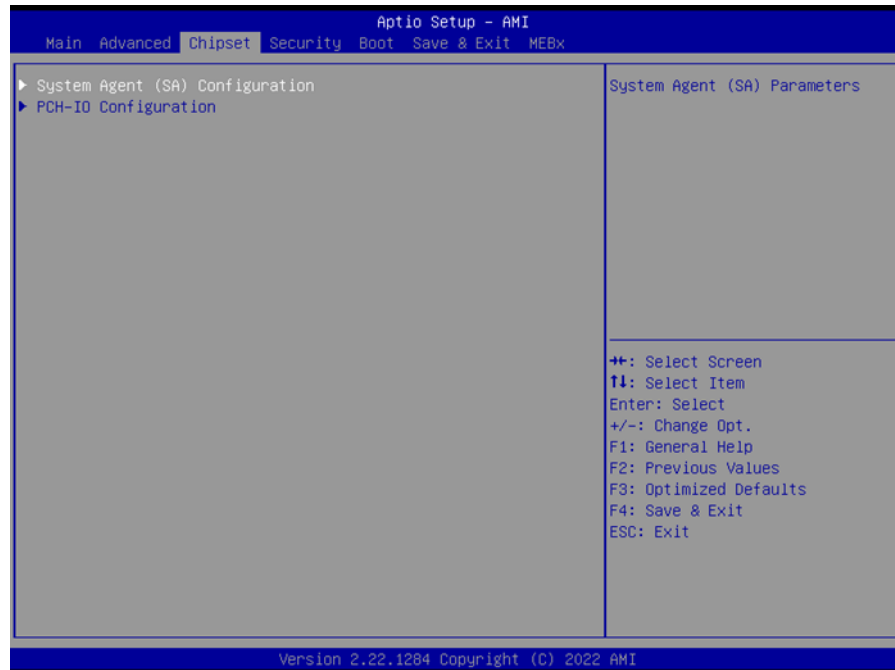 Aptio Setup – AMI
Main Advanced Chipset Security Boot Save & Exit MEBx
▶ System Agent (SA) Configuration
▶ PCH-IO Configuration
System Agent (SA) Parameters
→←: Select Screen
↑↓: Select Item
Enter: Select
+/-: Change Opt.
F1: General Help
F2: Previous Values
F3: Optimized Defaults
F4: Save & Exit
ESC: Exit
Version 2.22.1284 Copyright (C) 2022 AMI